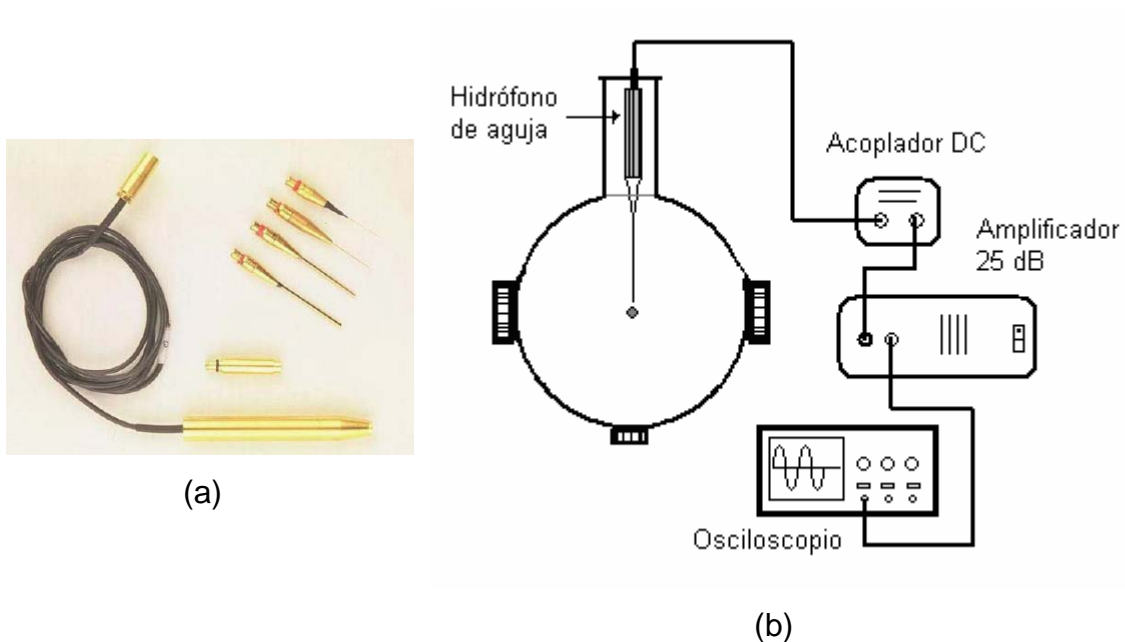 Hidrófono
de aguja
Acoplador DC
Amplificador
25 dB
Osciloscopio
(a)
(b)